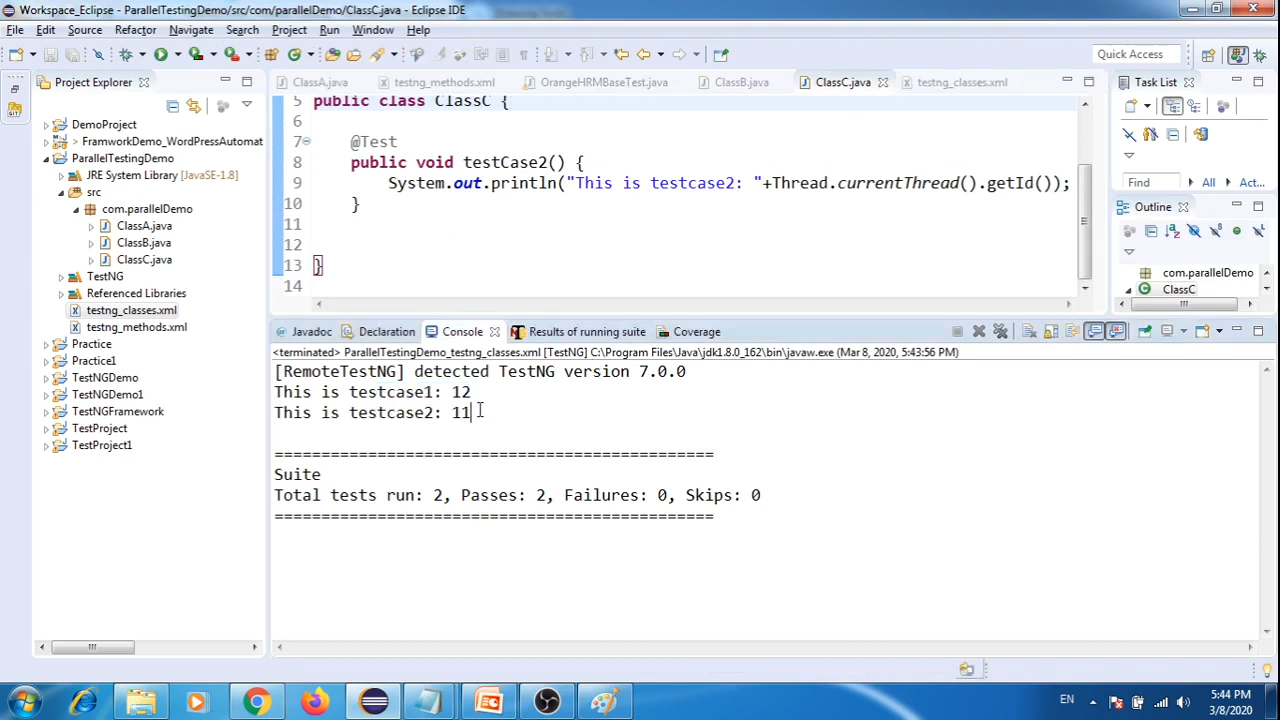 Workspace_Eclipse - ParallelTestingDemo/src/com/parallelDemo/ClassC.java - Eclipse IDE
File Edit Source Refactor Navigate Search Project Run Window Help
Quick Access
Project Explorer
DemoProject
> FramworkDemo_WordPressAutomat
ParallelTestingDemo
JRE System Library [JavaSE-1.8]
src
com.parallelDemo
ClassA.java
ClassB.java
ClassC.java
TestNG
Referenced Libraries
testng_classes.xml
testng_methods.xml
Practice
Practice1
TestNGDemo
TestNGDemo1
TestNGFramework
TestProject
TestProject1
ClassA.java testng_methods.xml OrangeHRMBaseTest.java ClassB.java ClassC.java testng_classes.xml
5 public class ClassC {
6
7 @Test
8 public void testCase2() {
9 System.out.println("This is testcase2: "+Thread.currentThread().getId());
10 }
11
12
13 }
14
Task List
Find All Act...
Outline
com.parallelDemo
ClassC
Javadoc Declaration Console Results of running suite Coverage
<terminated> ParallelTestingDemo_testng_classes.xml [TestNG] C:\Program Files\Java\jdk1.8.0_162\bin\javaw.exe (Mar 8, 2020, 5:43:56 PM)
[RemoteTestNG] detected TestNG version 7.0.0
This is testcase1: 12
This is testcase2: 11
===============================================
Suite
Total tests run: 2, Passes: 2, Failures: 0, Skips: 0
===============================================
EN
5:44 PM
3/8/2020